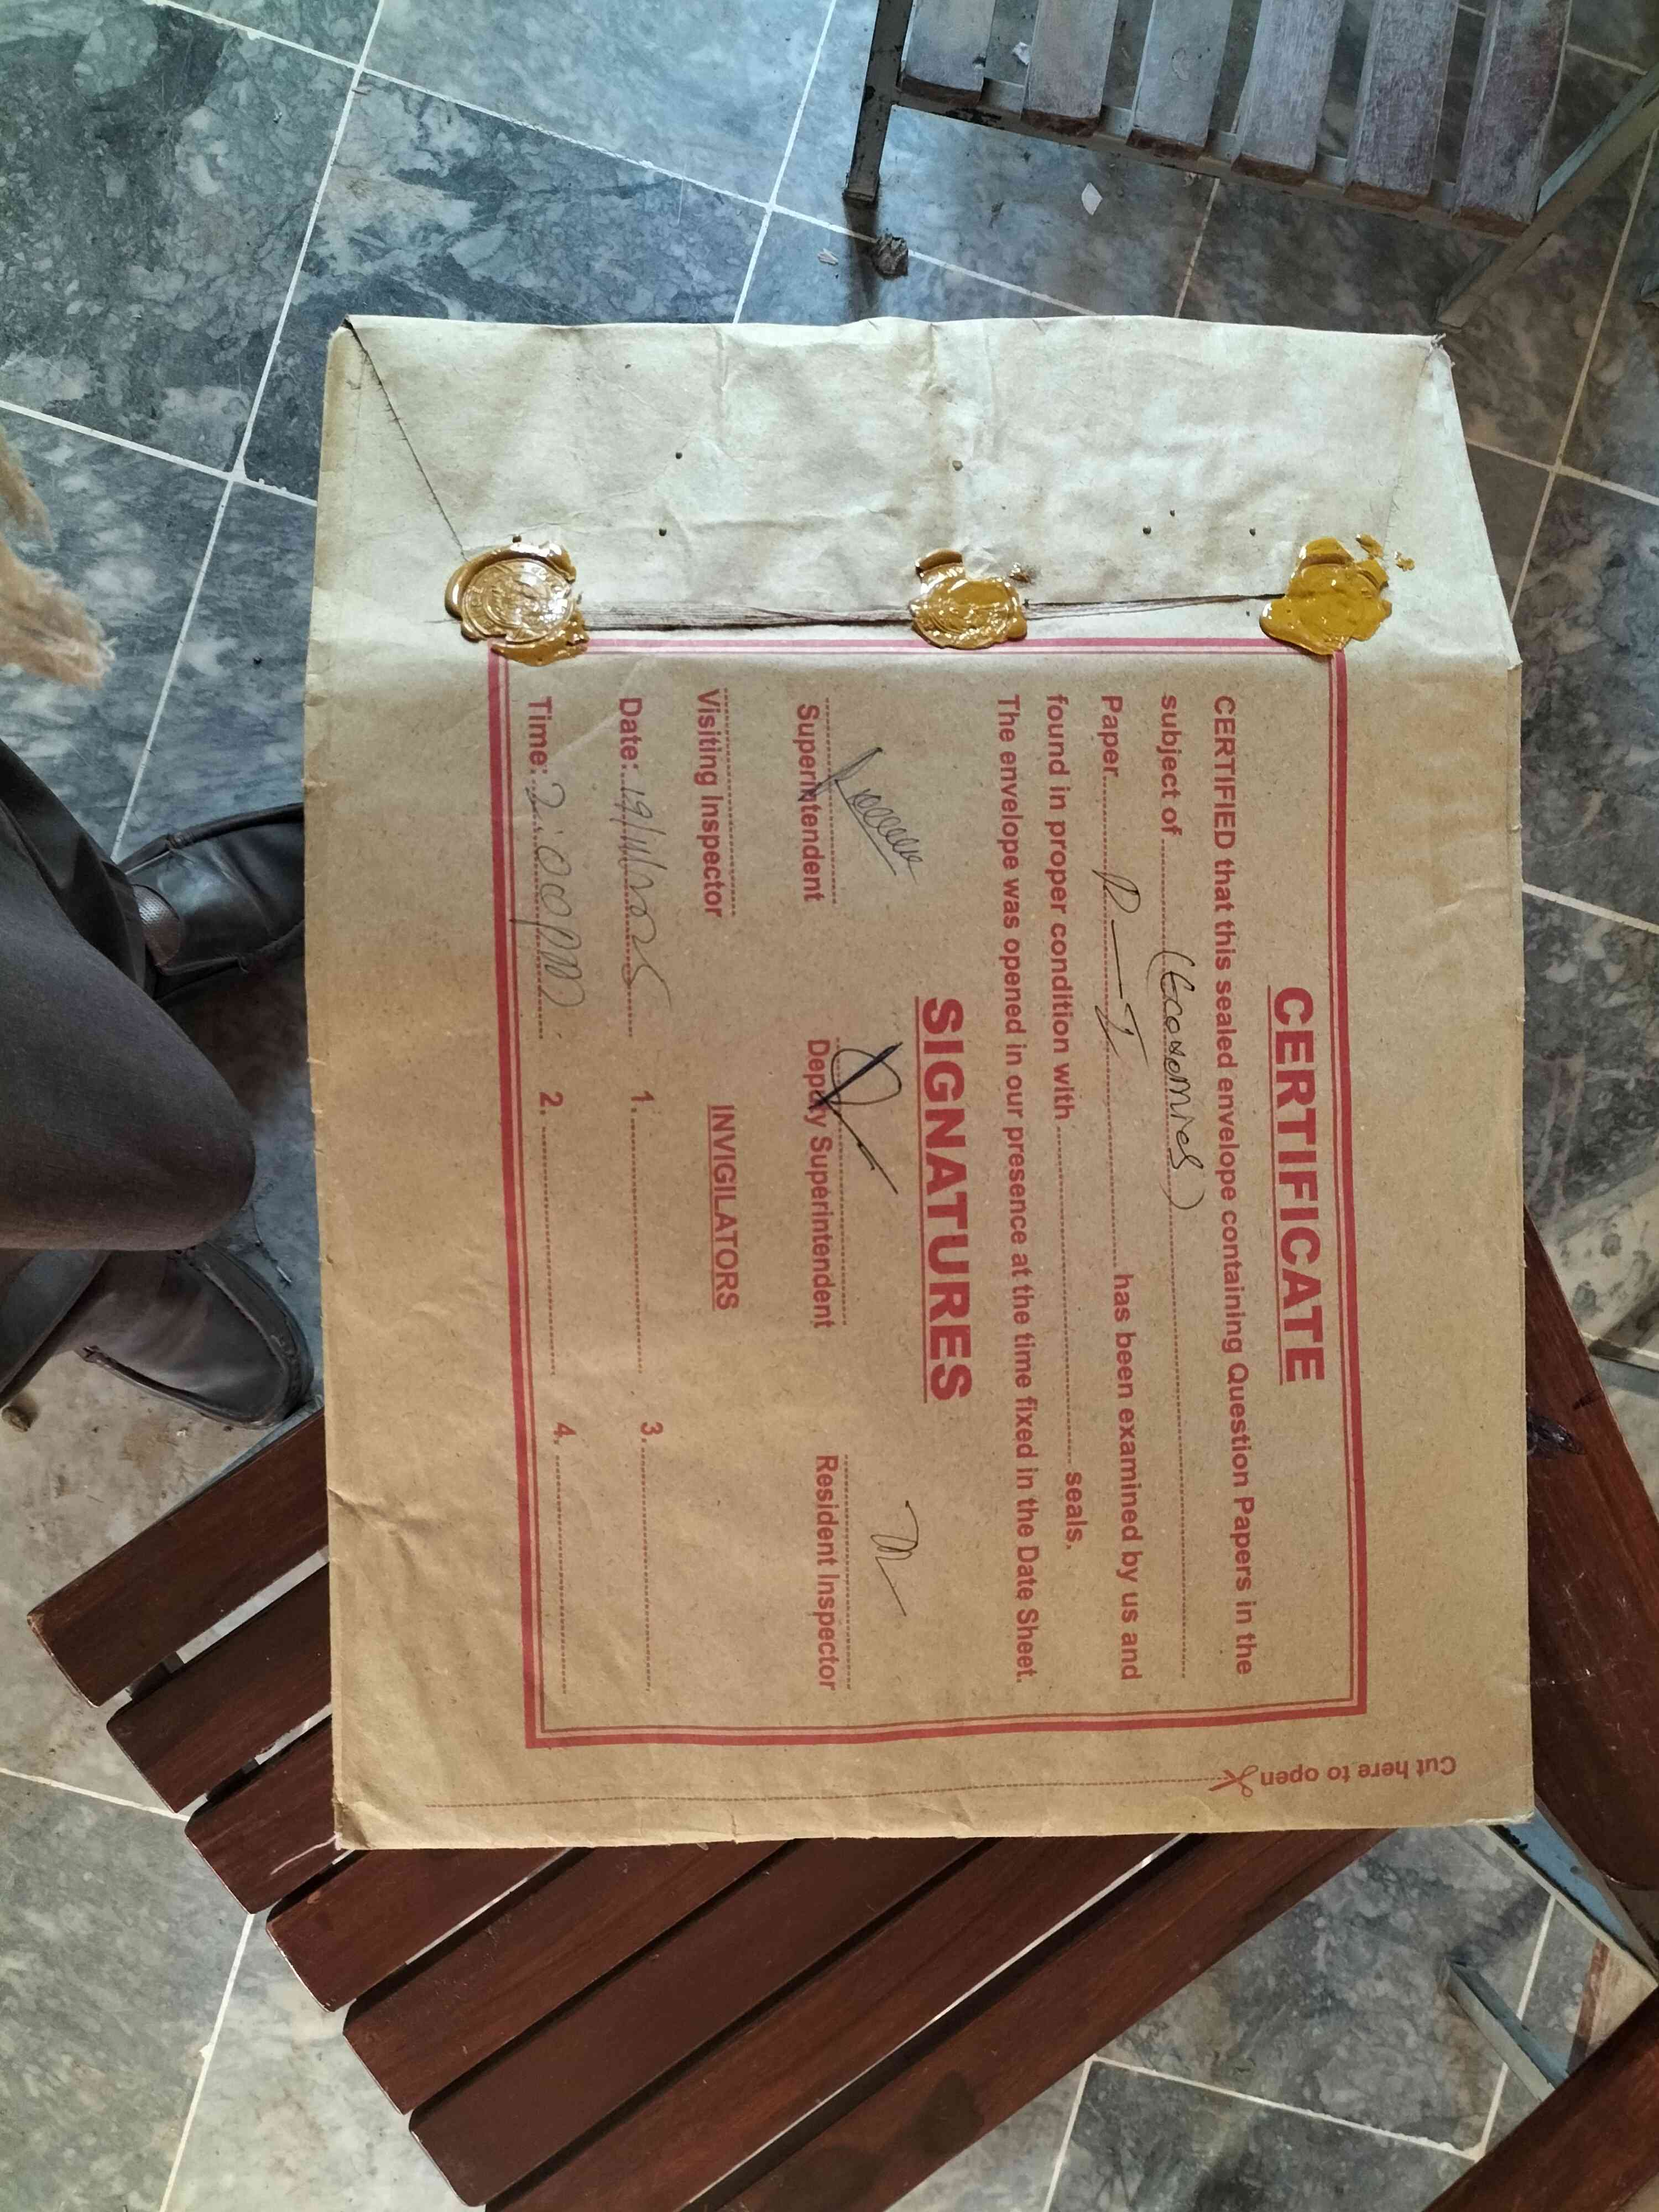 CERTIFICATE
CERTIFIED that this sealed envelope containing Question Papers in the
subject of (Economics)
Paper P—I has been examined by us and
found in proper condition with seals.
The envelope was opened in our presence at the time fixed in the Date Sheet.
SIGNATURES
Superintendent
Deputy Superintendent
Resident Inspector
Visiting Inspector
INVIGILATORS
Date: 19/11/2025
1.
3.
Time: 2:00pm
2.
4.
Cut here to open